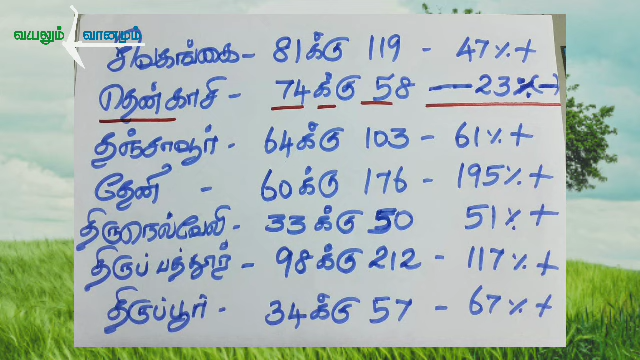 வயலும் வானமும்
சிவகங்கை - 81க்கு 119 - 47% +
தென்காசி - 74க்கு 58 - 23% (-)
தஞ்சாவூர் - 64க்கு 103 - 61% +
தேனி - 60க்கு 176 - 195% +
திருநெல்வேலி - 33க்கு 50 51% +
திருப்பத்தூர் - 98க்கு 212 - 117% +
திருப்பூர் - 34க்கு 57 - 67% +